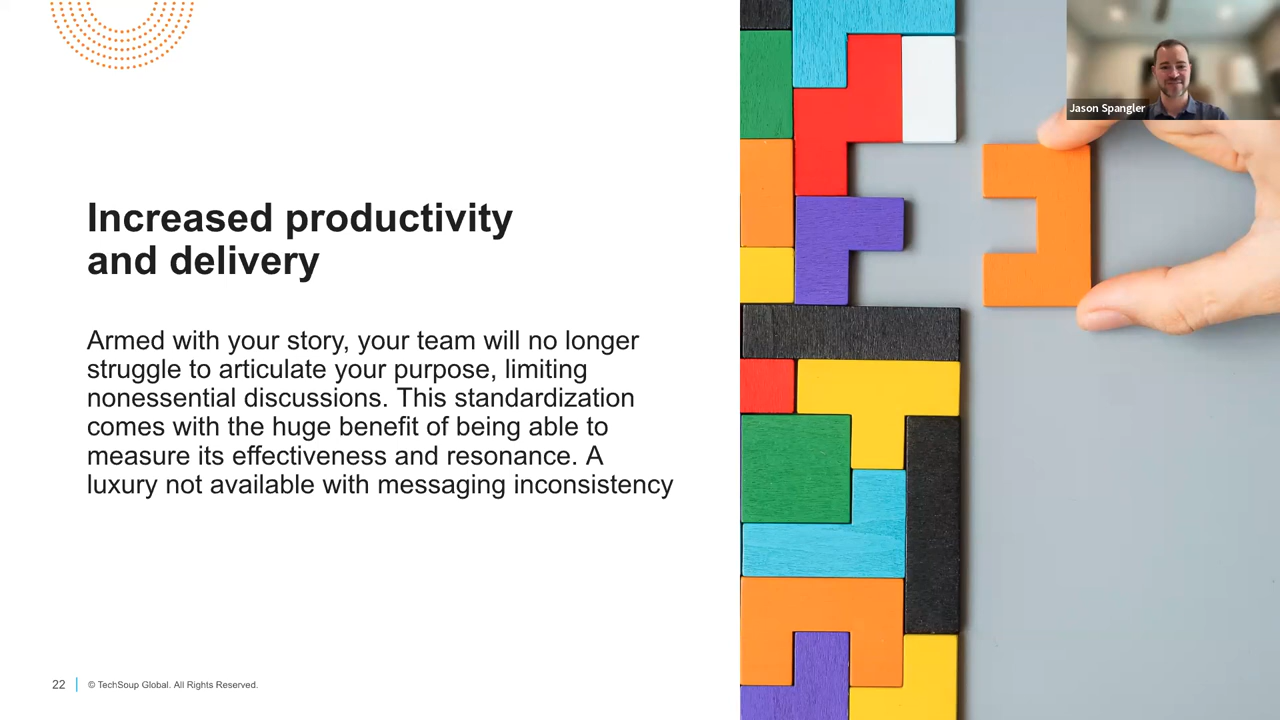 Jason Spangler
Increased productivity
and delivery
Armed with your story, your team will no longer
struggle to articulate your purpose, limiting
nonessential discussions. This standardization
comes with the huge benefit of being able to
measure its effectiveness and resonance. A
luxury not available with messaging inconsistency
22
© TechSoup Global. All Rights Reserved.